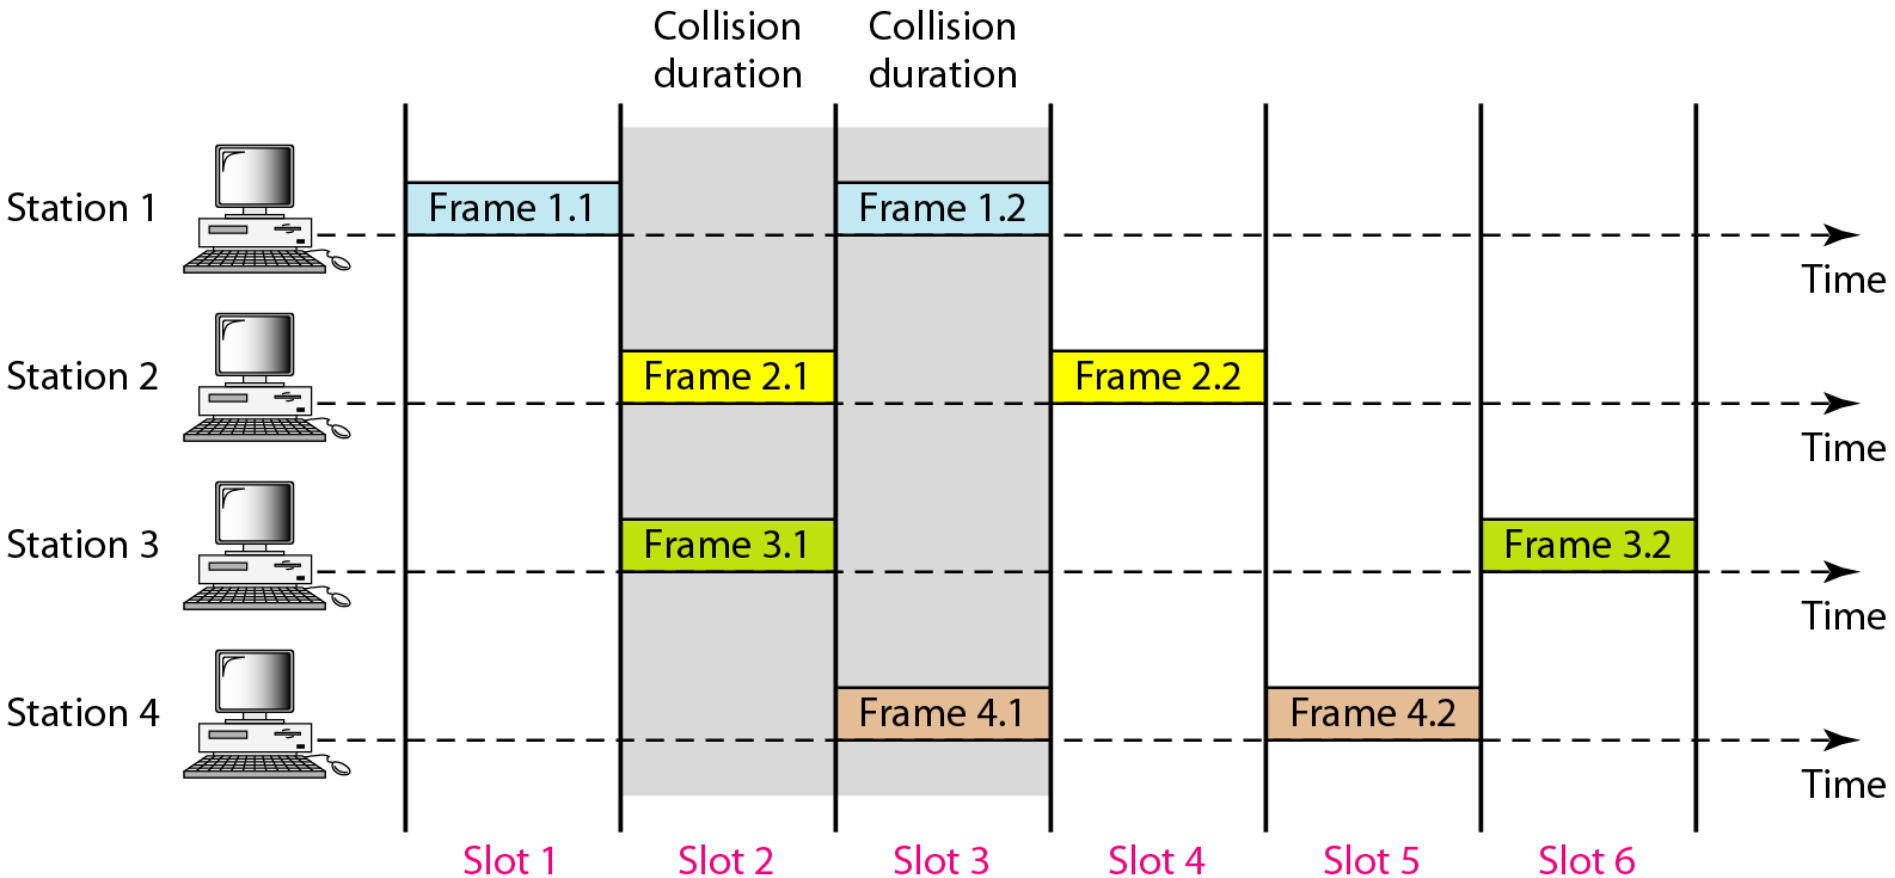 Collision
duration
Collision
duration
Station 1
Frame 1.1
Frame 1.2
Time
Station 2
Frame 2.1
Frame 2.2
Time
Station 3
Frame 3.1
Frame 3.2
Time
Station 4
Frame 4.1
Frame 4.2
Time
Slot 1
Slot 2
Slot 3
Slot 4
Slot 5
Slot 6